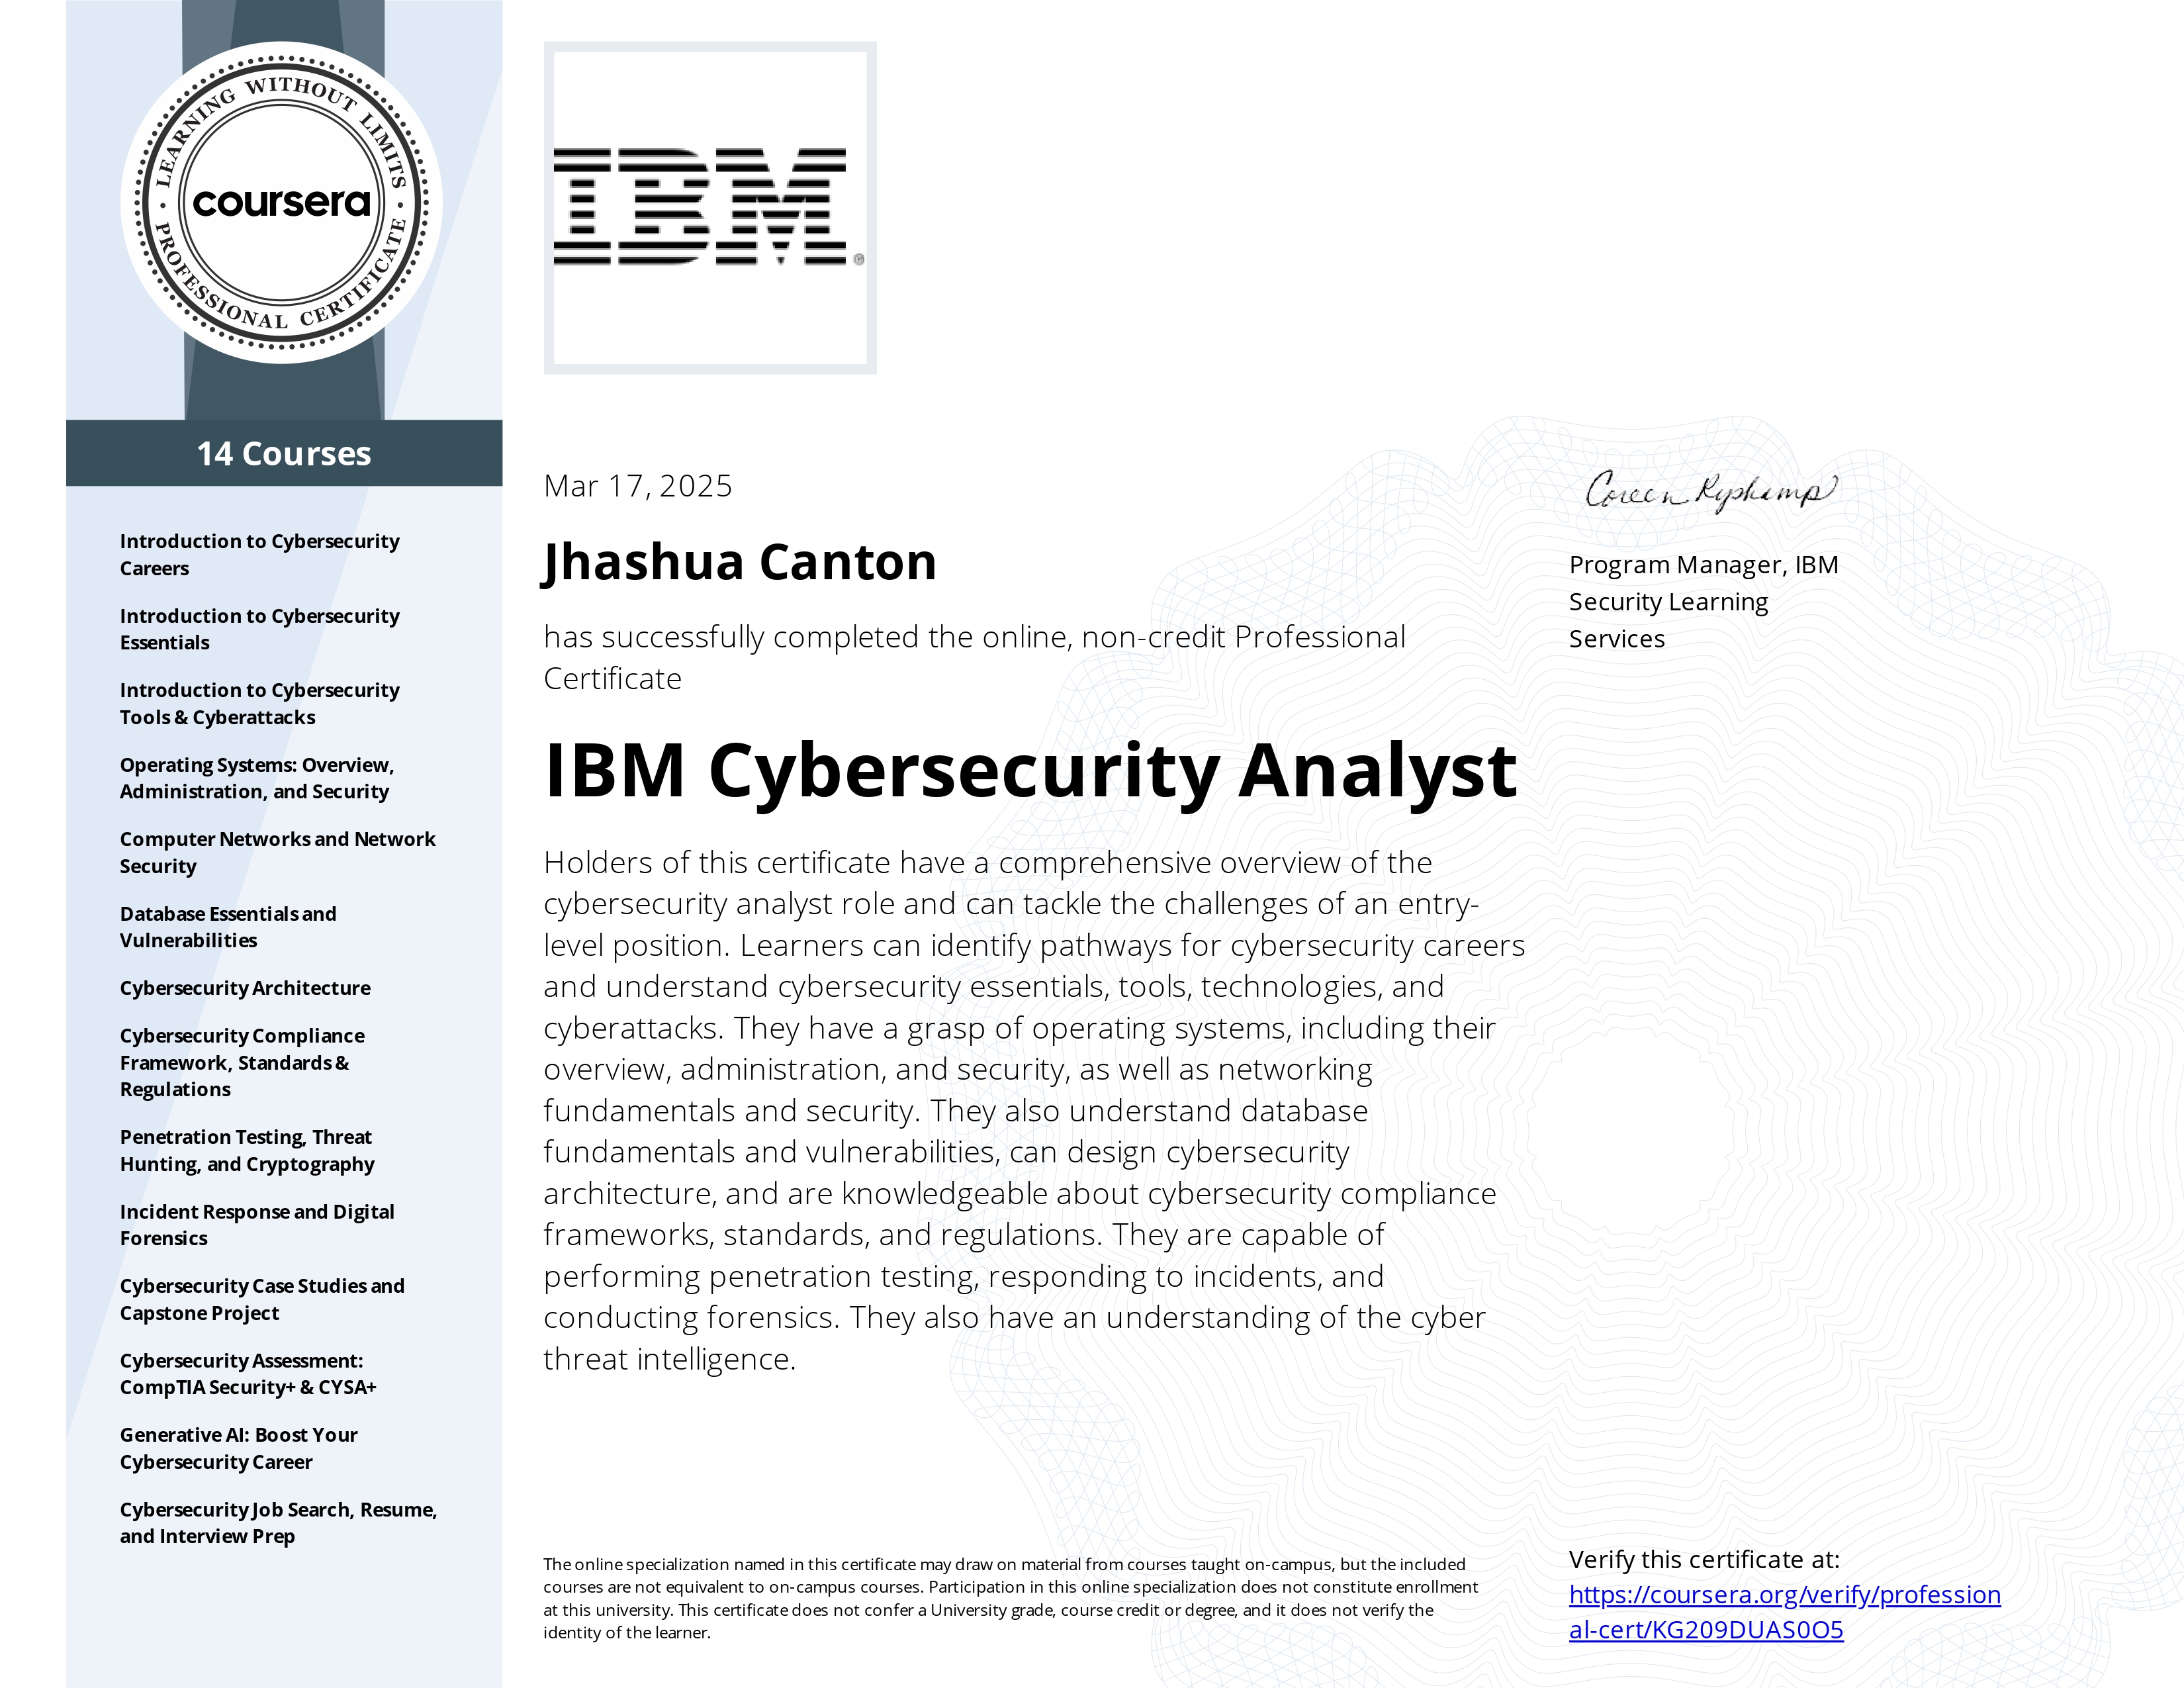 LEARNING WITHOUT LIMITS
coursera
PROFESSIONAL CERTIFICATE
14 Courses
Introduction to Cybersecurity
Careers
Introduction to Cybersecurity
Essentials
Introduction to Cybersecurity
Tools & Cyberattacks
Operating Systems: Overview,
Administration, and Security
Computer Networks and Network
Security
Database Essentials and
Vulnerabilities
Cybersecurity Architecture
Cybersecurity Compliance
Framework, Standards &
Regulations
Penetration Testing, Threat
Hunting, and Cryptography
Incident Response and Digital
Forensics
Cybersecurity Case Studies and
Capstone Project
Cybersecurity Assessment:
CompTIA Security+ & CYSA+
Generative AI: Boost Your
Cybersecurity Career
Cybersecurity Job Search, Resume,
and Interview Prep
IBM®
Mar 17, 2025
Jhashua Canton
has successfully completed the online, non-credit Professional
Certificate
IBM Cybersecurity Analyst
Holders of this certificate have a comprehensive overview of the
cybersecurity analyst role and can tackle the challenges of an entry-
level position. Learners can identify pathways for cybersecurity careers
and understand cybersecurity essentials, tools, technologies, and
cyberattacks. They have a grasp of operating systems, including their
overview, administration, and security, as well as networking
fundamentals and security. They also understand database
fundamentals and vulnerabilities, can design cybersecurity
architecture, and are knowledgeable about cybersecurity compliance
frameworks, standards, and regulations. They are capable of
performing penetration testing, responding to incidents, and
conducting forensics. They also have an understanding of the cyber
threat intelligence.
The online specialization named in this certificate may draw on material from courses taught on-campus, but the included
courses are not equivalent to on-campus courses. Participation in this online specialization does not constitute enrollment
at this university. This certificate does not confer a University grade, course credit or degree, and it does not verify the
identity of the learner.
Coreen Ryskamp
Program Manager, IBM
Security Learning
Services
Verify this certificate at:
https://coursera.org/verify/profession
al-cert/KG209DUAS0O5